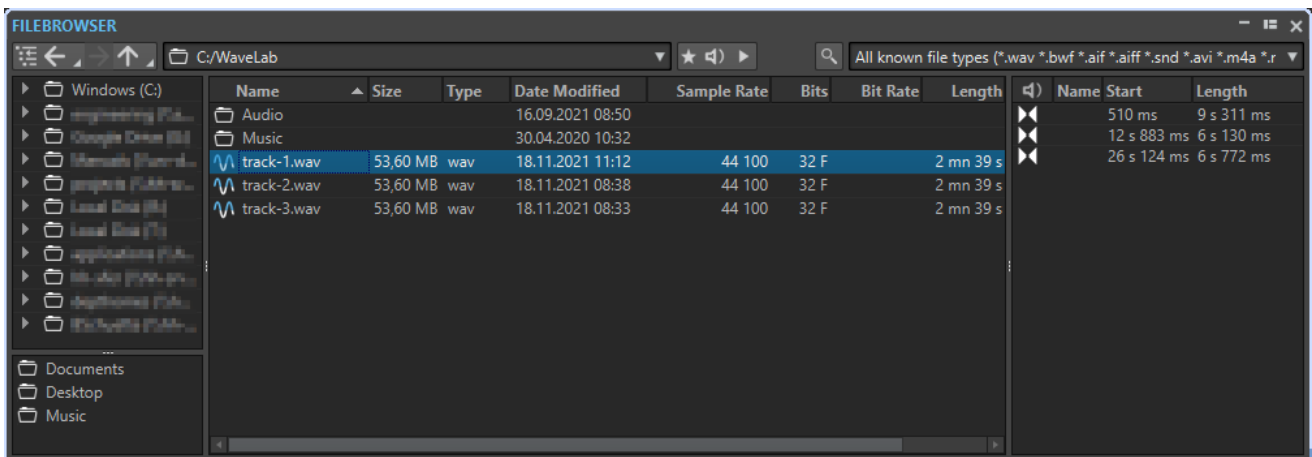 FILEBROWSER
C:/WaveLab
All known file types (*.wav *.bwf *.aif *.aiff *.snd *.avi *.m4a *.r
Windows (C:)
Documents
Desktop
Music
Name Size Type Date Modified Sample Rate Bits Bit Rate Length
Audio 16.09.2021 08:50
Music 30.04.2020 10:32
track-1.wav 53,60 MB wav 18.11.2021 11:12 44 100 32 F 2 mn 39 s
track-2.wav 53,60 MB wav 18.11.2021 08:38 44 100 32 F 2 mn 39 s
track-3.wav 53,60 MB wav 18.11.2021 08:33 44 100 32 F 2 mn 39 s
Name Start Length
510 ms 9 s 311 ms
12 s 883 ms 6 s 130 ms
26 s 124 ms 6 s 772 ms